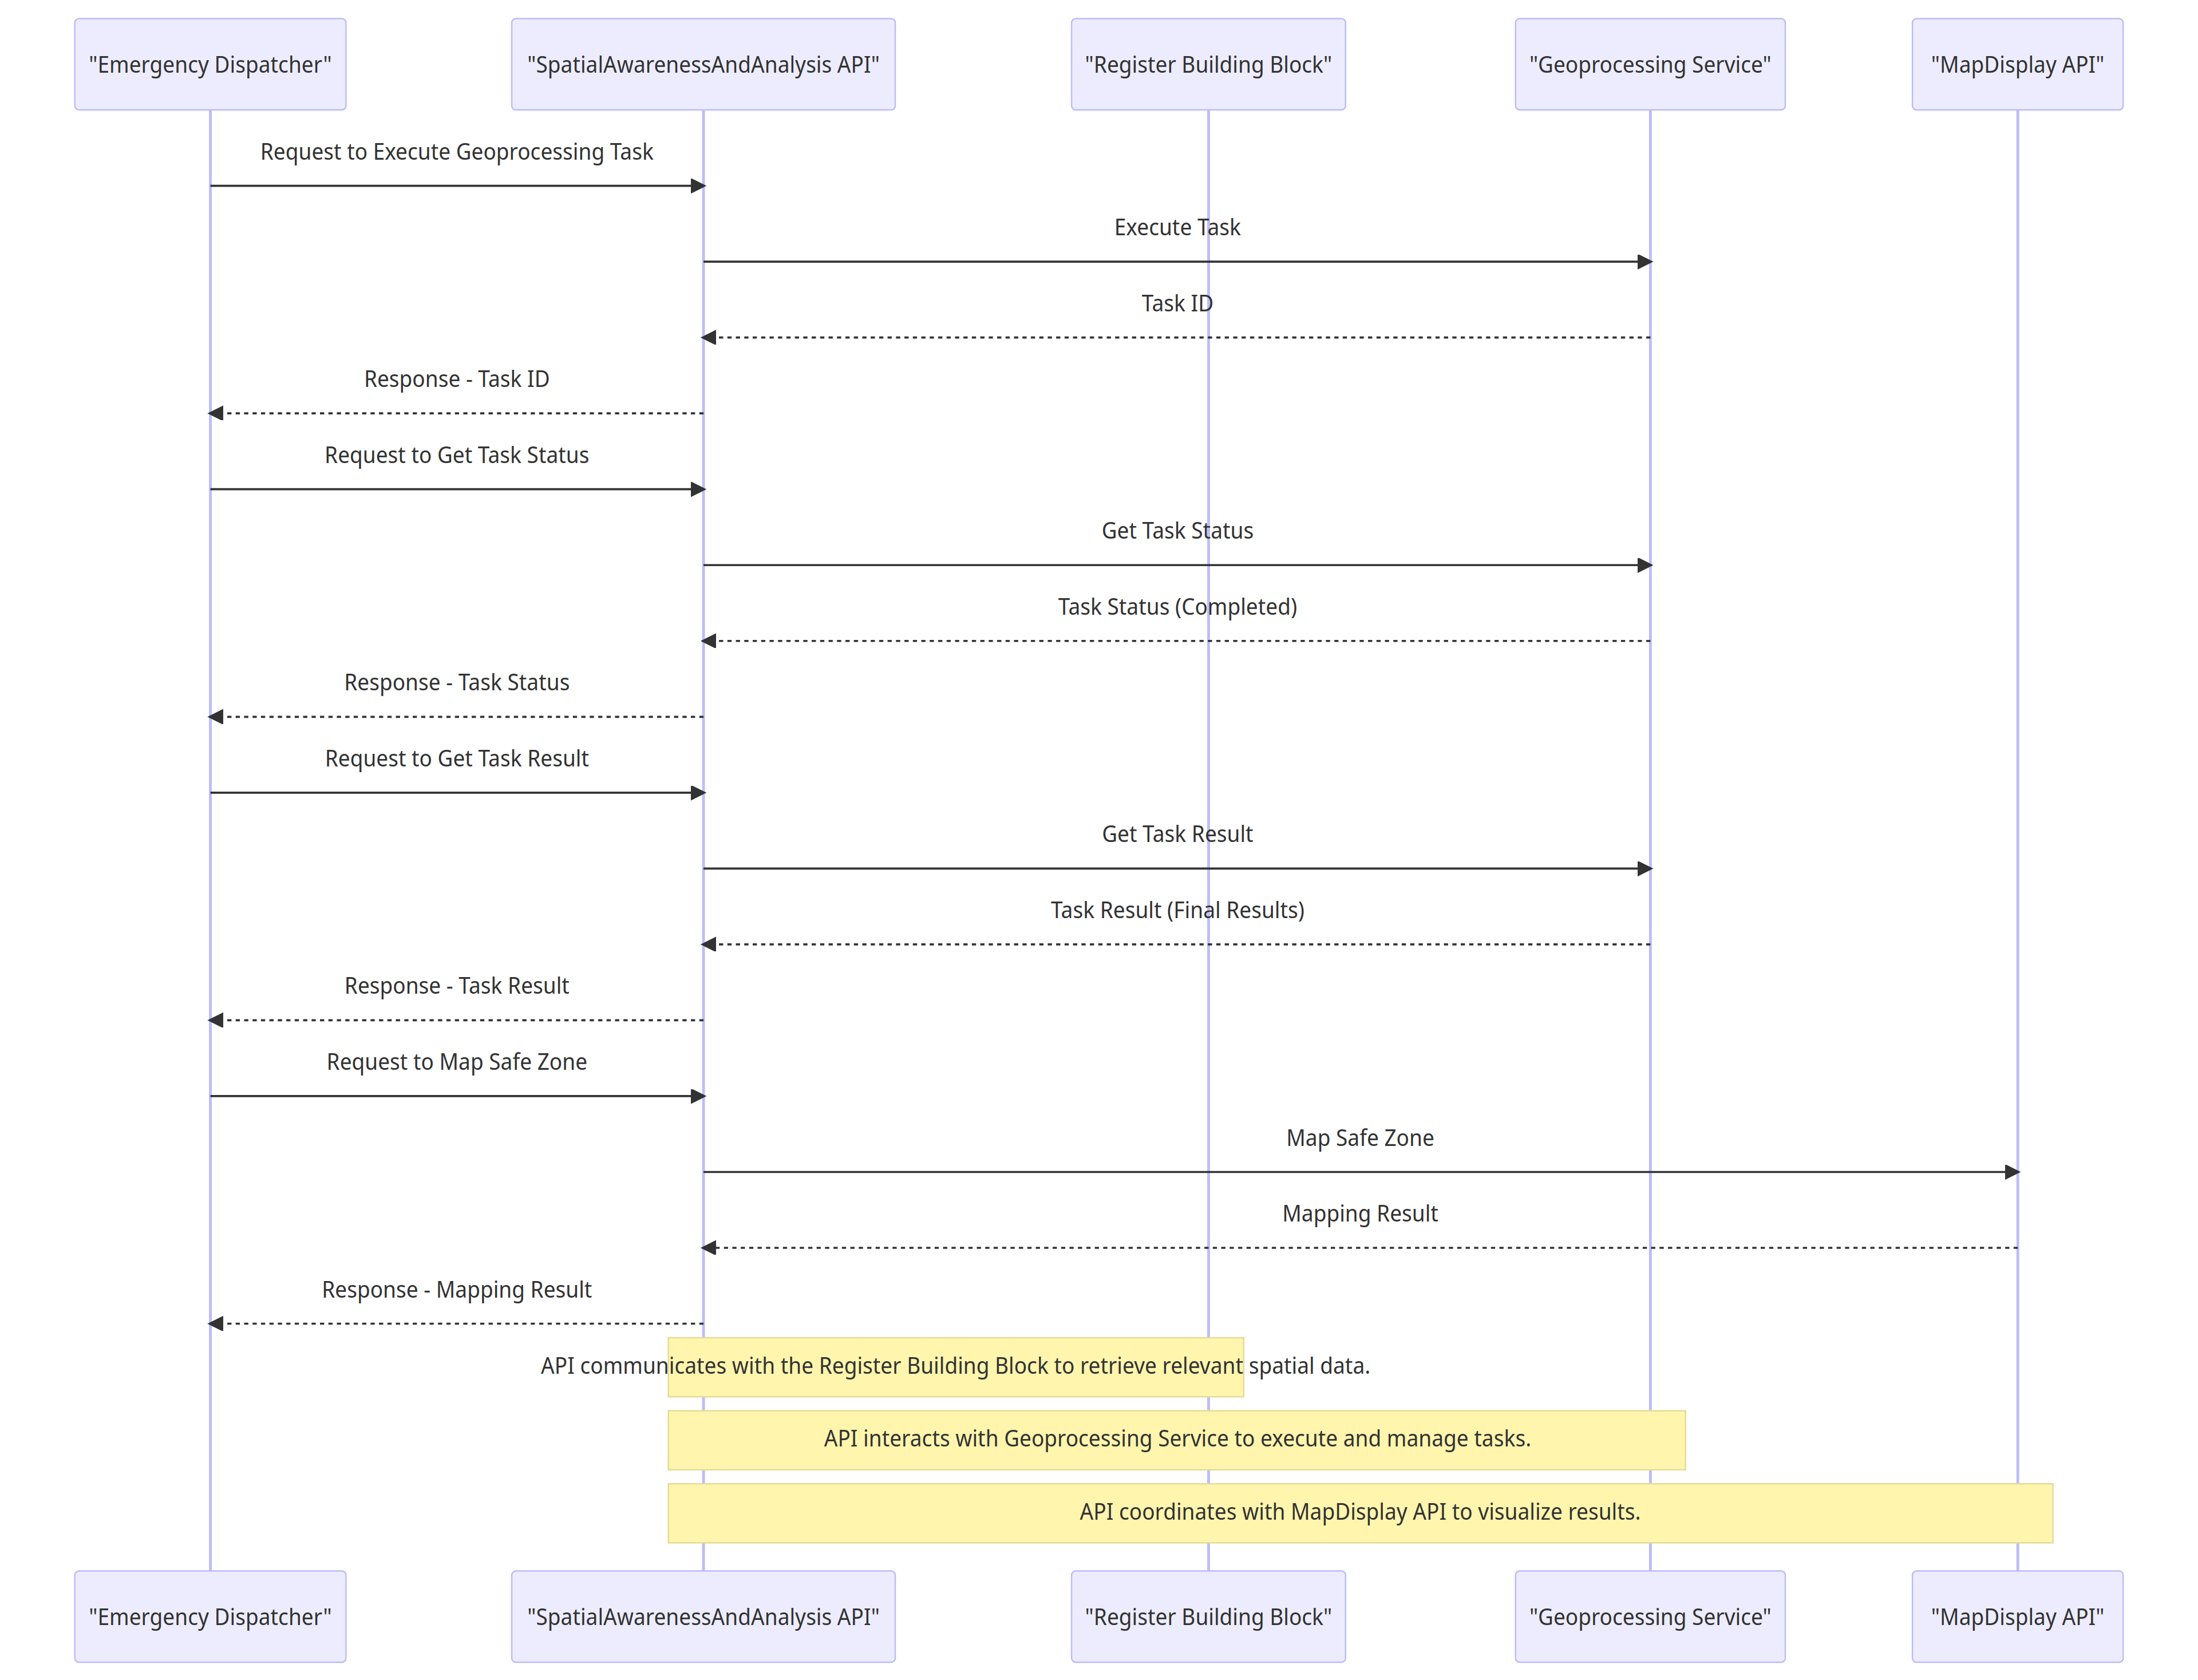 "Emergency Dispatcher"
"SpatialAwarenessAndAnalysis API"
"Register Building Block"
"Geoprocessing Service"
"MapDisplay API"
Request to Execute Geoprocessing Task
Execute Task
Task ID
Response - Task ID
Request to Get Task Status
Get Task Status
Task Status (Completed)
Response - Task Status
Request to Get Task Result
Get Task Result
Task Result (Final Results)
Response - Task Result
Request to Map Safe Zone
Map Safe Zone
Mapping Result
Response - Mapping Result
API communicates with the Register Building Block to retrieve relevant spatial data.
API interacts with Geoprocessing Service to execute and manage tasks.
API coordinates with MapDisplay API to visualize results.
"Emergency Dispatcher"
"SpatialAwarenessAndAnalysis API"
"Register Building Block"
"Geoprocessing Service"
"MapDisplay API"